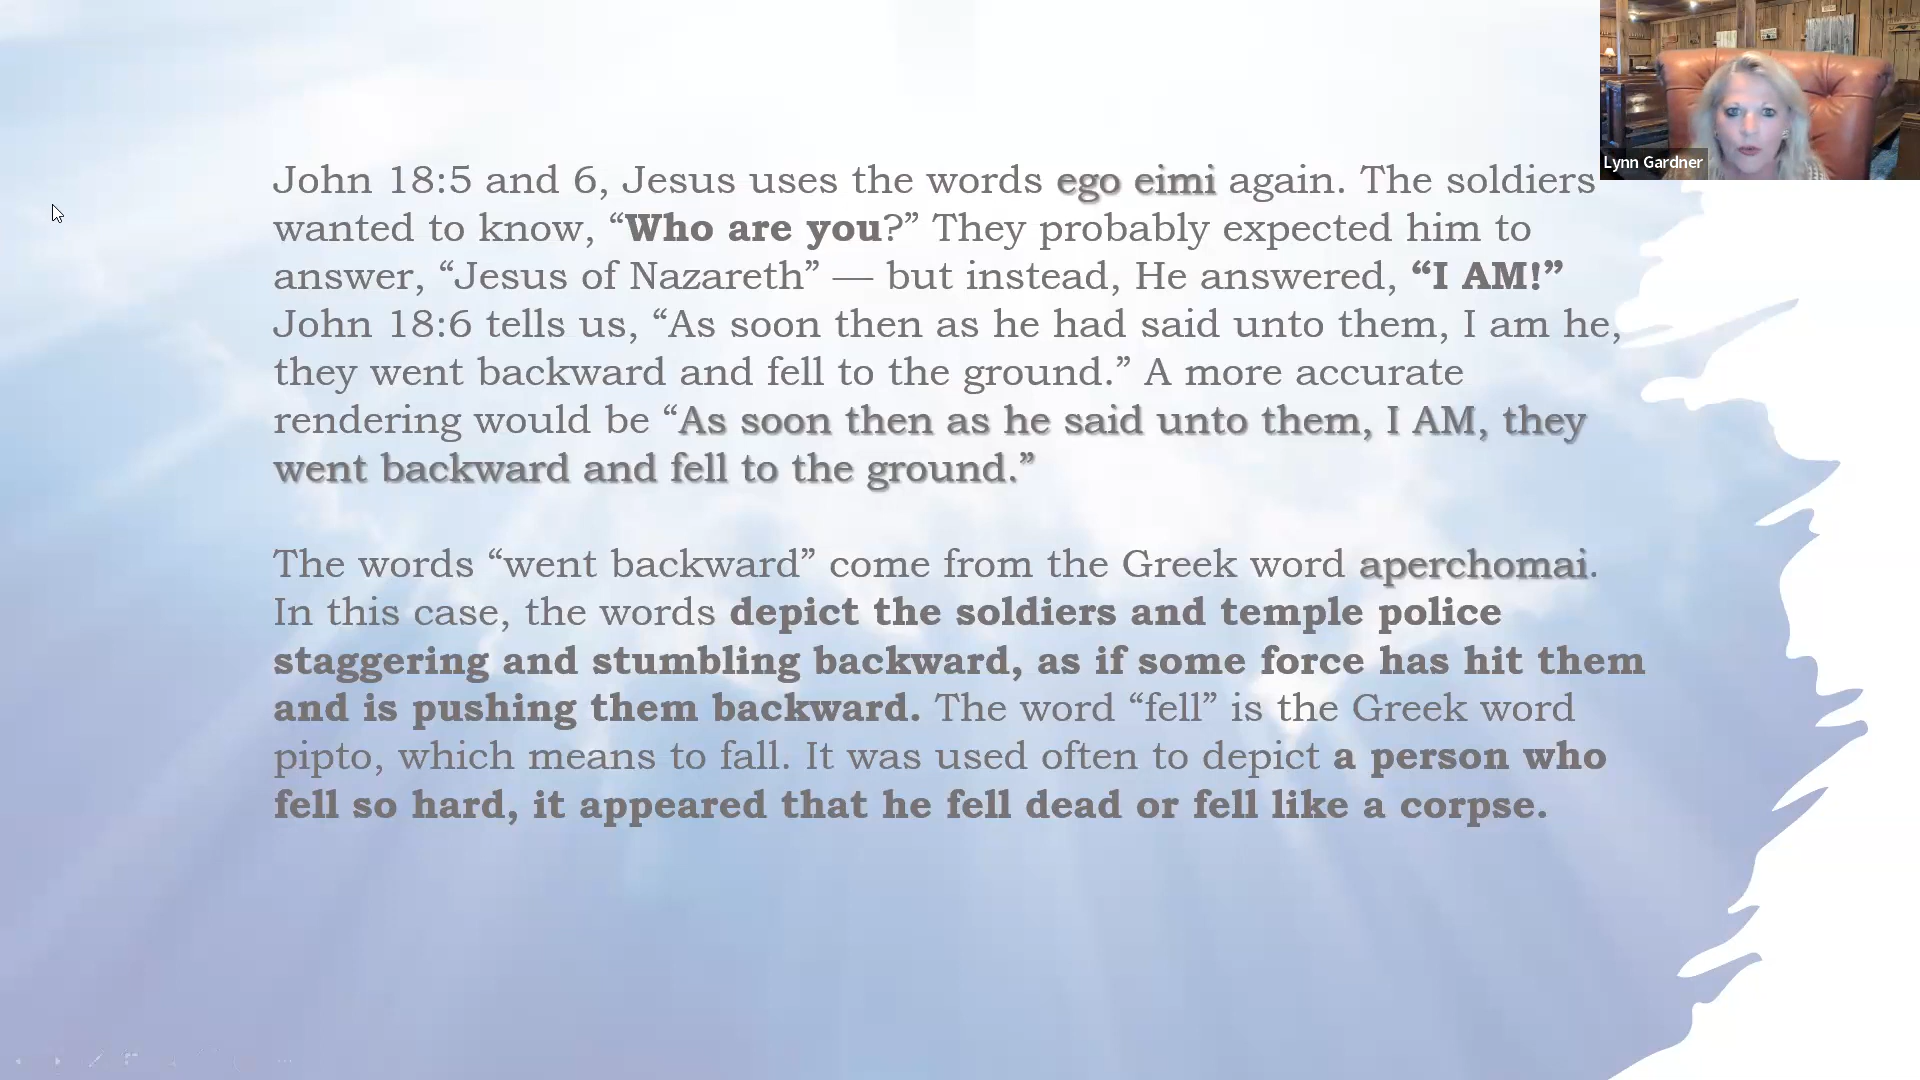 Lynn Gardner
John 18:5 and 6, Jesus uses the words ego eimi again. The soldiers
wanted to know, “Who are you?” They probably expected him to
answer, “Jesus of Nazareth” — but instead, He answered, “I AM!”
John 18:6 tells us, “As soon then as he had said unto them, I am he,
they went backward and fell to the ground.” A more accurate
rendering would be “As soon then as he said unto them, I AM, they
went backward and fell to the ground.”
The words “went backward” come from the Greek word aperchomai.
In this case, the words depict the soldiers and temple police
staggering and stumbling backward, as if some force has hit them
and is pushing them backward. The word “fell” is the Greek word
pipto, which means to fall. It was used often to depict a person who
fell so hard, it appeared that he fell dead or fell like a corpse.